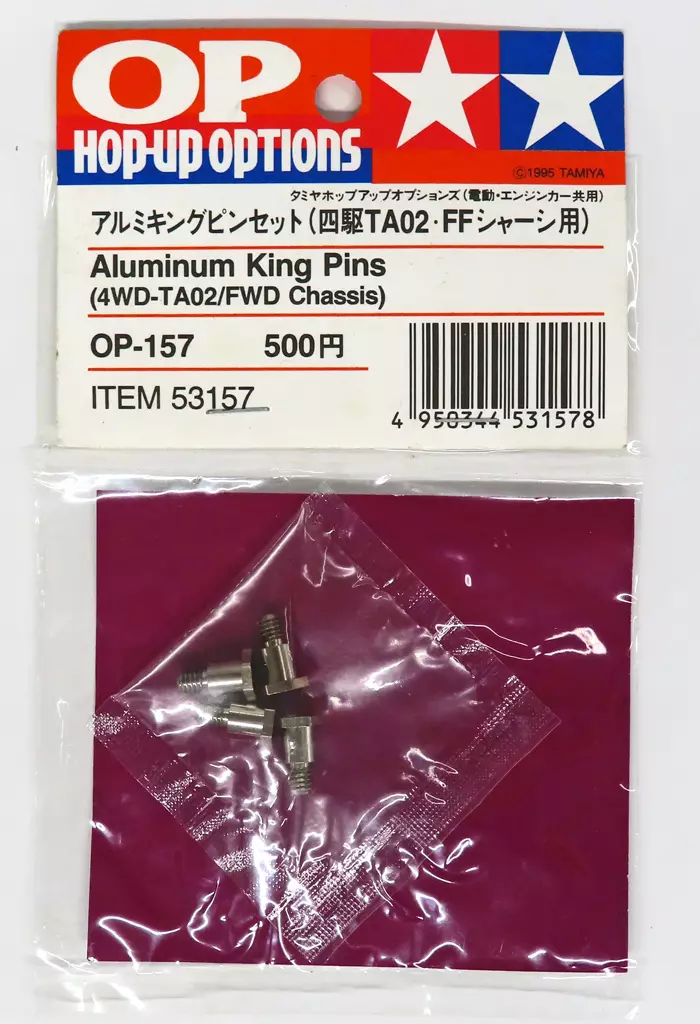 OP
HOP-UP OPTIONS
©1995 TAMIYA
タミヤホップアップオプションズ(電動・エンジンカー共用)
アルミキングピンセット(四駆TA02・FFシャーシ用)
Aluminum King Pins
(4WD-TA02/FWD Chassis)
OP-157 500円
ITEM 53157
4 950344 531578